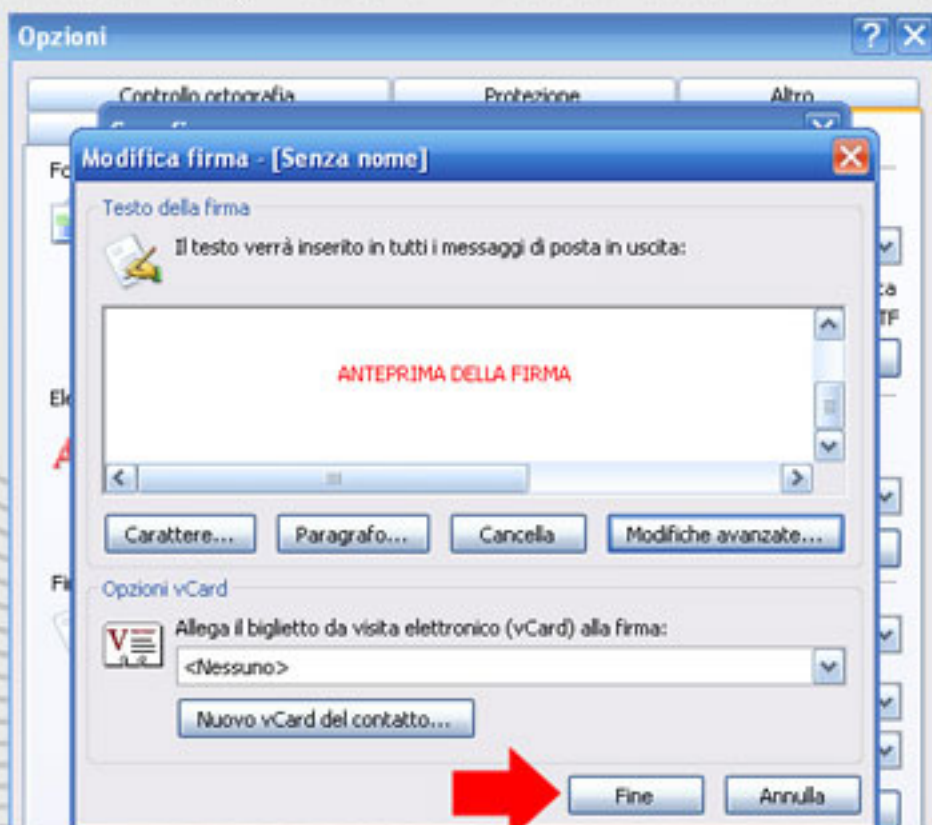 Opzioni
Controllo ortografia Protezione Altro
Modifica firma - [Senza nome]
Testo della firma
Il testo verrà inserito in tutti i messaggi di posta in uscita:
ANTEPRIMA DELLA FIRMA
Carattere... Paragrafo... Cancella Modifiche avanzate...
Opzioni vCard
Allega il biglietto da visita elettronico (vCard) alla firma:
<Nessuno>
Nuovo vCard del contatto...
Fine Annulla